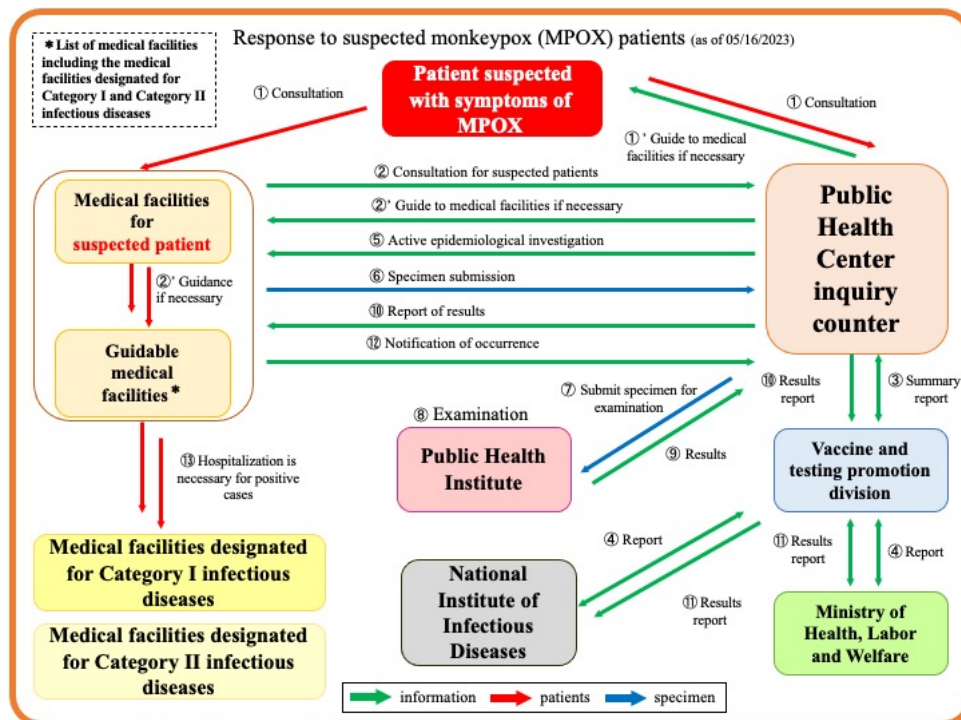 Response to suspected monkeypox (MPOX) patients (as of 05/16/2023)
* List of medical facilities
including the medical
facilities designated for
Category I and Category II
infectious diseases
Patient suspected
with symptoms of
MPOX
① Consultation
① Consultation
①’ Guide to medical
facilities if necessary
Medical facilities
for
suspected patient
②’ Guidance
if necessary
Guidable
medical
facilities *
② Consultation for suspected patients
②’ Guide to medical facilities if necessary
⑤ Active epidemiological investigation
⑥ Specimen submission
⑩ Report of results
⑫ Notification of occurrence
Public
Health
Center
inquiry
counter
⑦ Submit specimen for
examination
⑧ Examination
Public Health
Institute
⑨ Results
⑩ Results
report
③ Summary
report
Vaccine and
testing promotion
division
⑬ Hospitalization is
necessary for positive
cases
Medical facilities designated
for Category I infectious
diseases
Medical facilities designated
for Category II infectious
diseases
④ Report
National
Institute of
Infectious
Diseases
⑪ Results
report
⑪ Results
report
④ Report
Ministry of
Health, Labor
and Welfare
information
patients
specimen